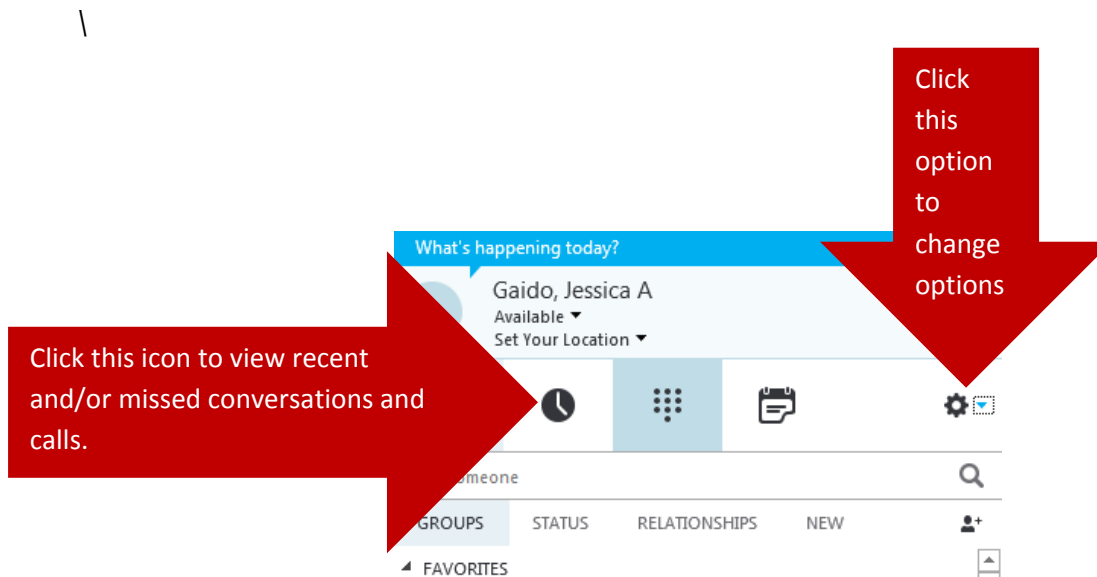 \
Click
this
option
to
change
options
What's happening today?
Gaido, Jessica A
Available
Set Your Location
Click this icon to view recent
and/or missed conversations and
calls.
GROUPS STATUS RELATIONSHIPS NEW
FAVORITES